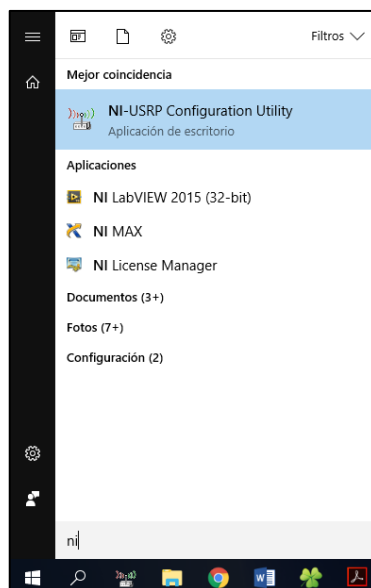 Filtros
Mejor coincidencia
NI-USRP Configuration Utility
Aplicación de escritorio
Aplicaciones
NI LabVIEW 2015 (32-bit)
NI MAX
NI License Manager
Documentos (3+)
Fotos (7+)
Configuración (2)
ni